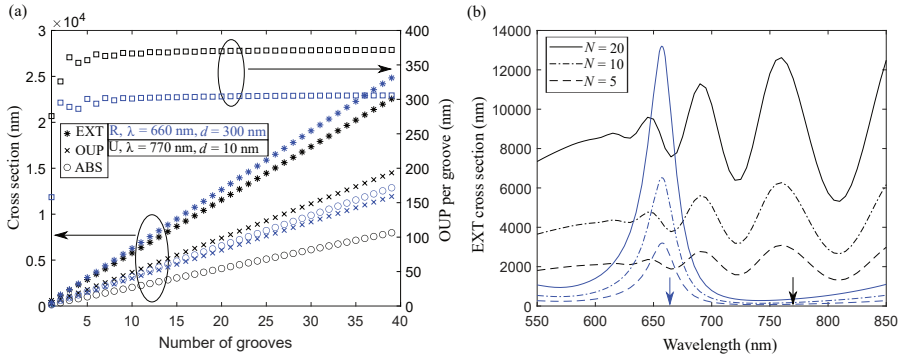 (a)
× 10⁴
3
2.5
2
1.5
1
0.5
0
Cross section (nm)
5 10 15 20 25 30 35 40
Number of grooves
400
350
300
250
200
150
100
50
0
OUP per groove (nm)
EXT
OUP
ABS
R, λ = 660 nm, d = 300 nm
U, λ = 770 nm, d = 10 nm
(b)
14000
12000
10000
8000
6000
4000
2000
0
EXT cross section (nm)
N = 20
N = 10
N = 5
550 600 650 700 750 800 850
Wavelength (nm)